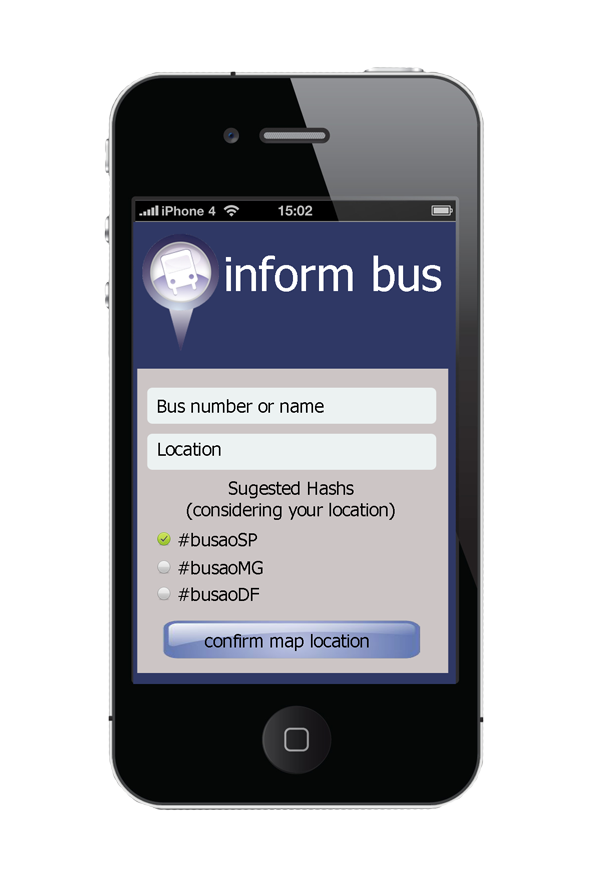 iPhone 4 15:02
inform bus
Bus number or name
Location
Sugested Hashs
(considering your location)
#busaoSP
#busaoMG
#busaoDF
confirm map location